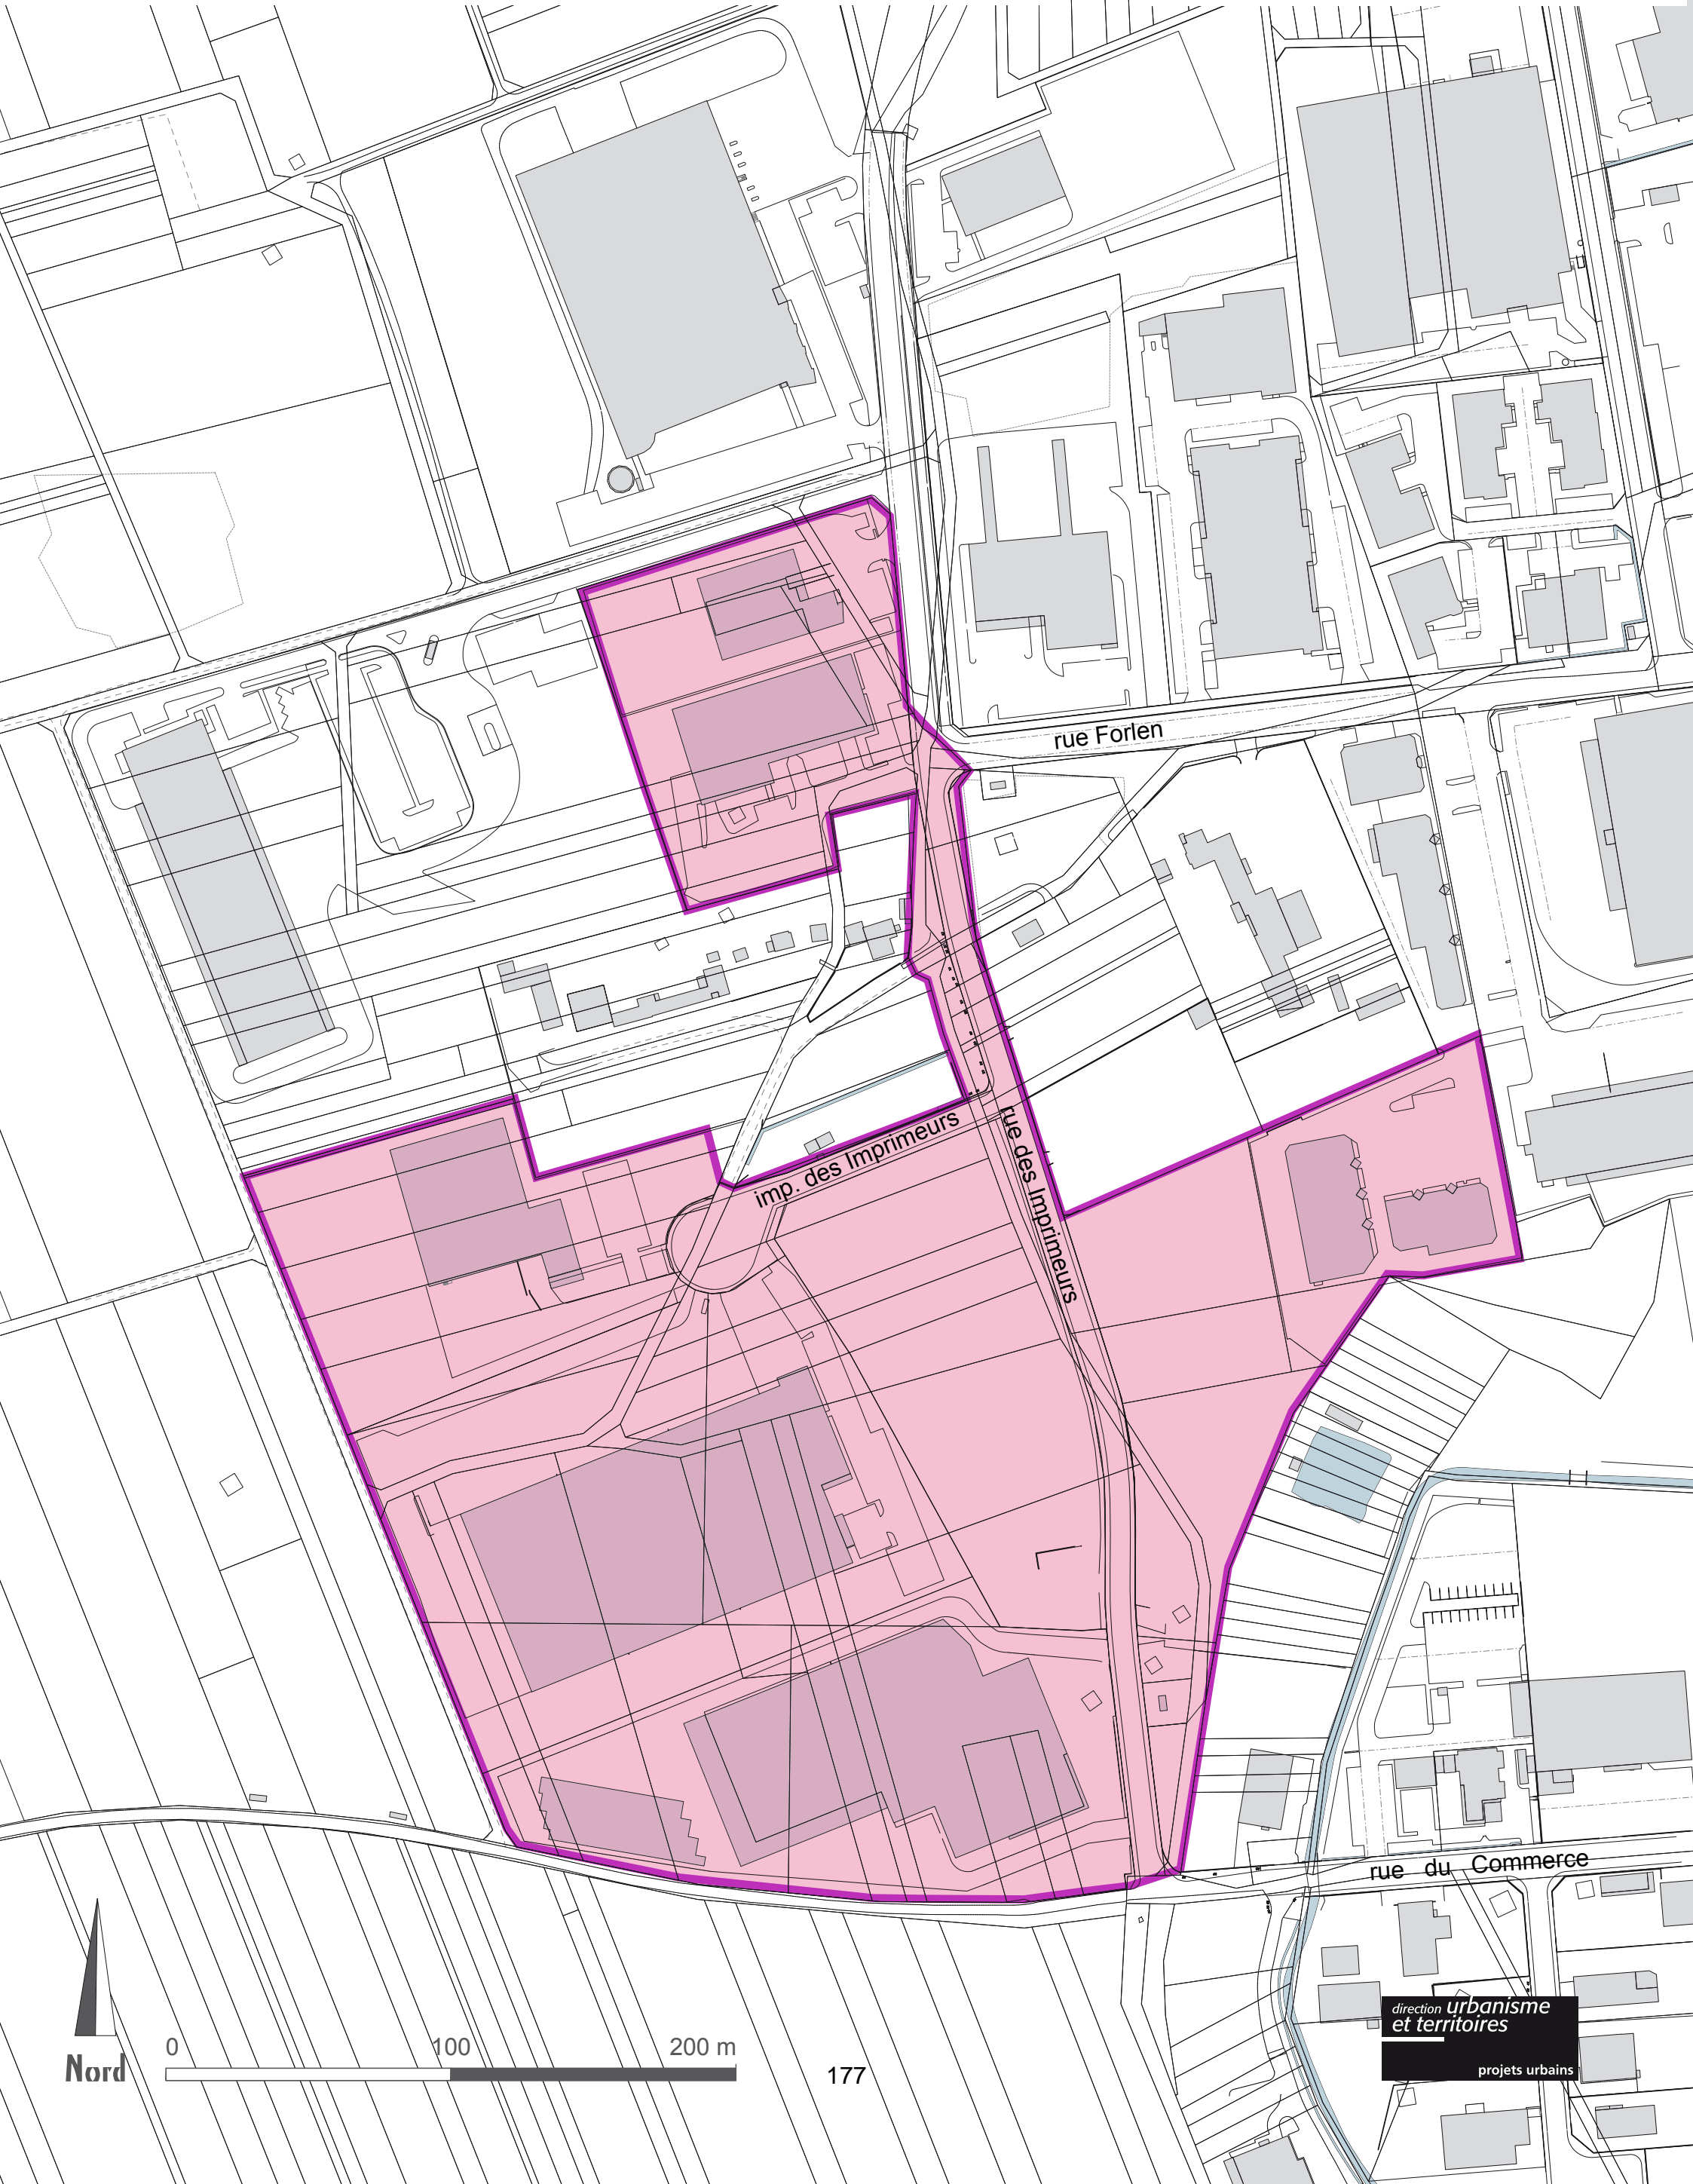 rue Forlen
imp. des Imprimeurs
rue des Imprimeurs
rue du Commerce
direction urbanisme
et territoires
projets urbains
0 100 200 m
Nord
177